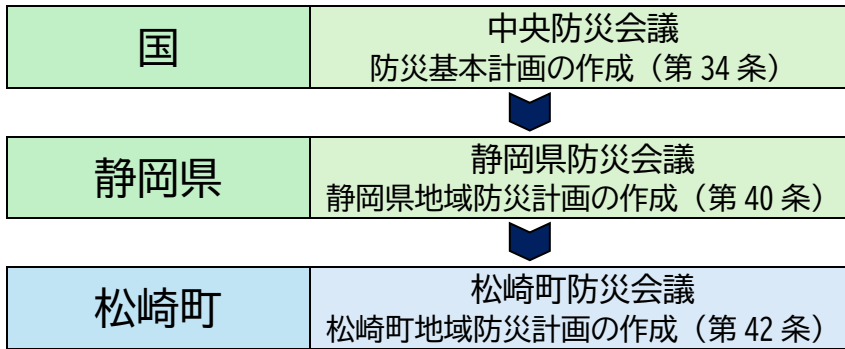 国
中央防災会議
防災基本計画の作成（第 34 条）
静岡県
静岡県防災会議
静岡県地域防災計画の作成（第 40 条）
松崎町
松崎町防災会議
松崎町地域防災計画の作成（第 42 条）